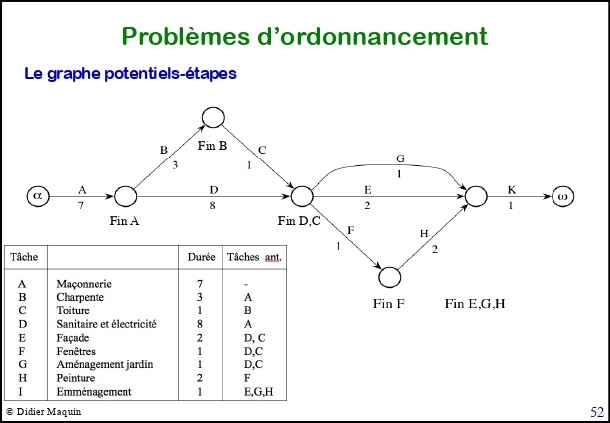 Problèmes d'ordonnancement
Le graphe potentiels-étapes
B
3
Fin B
C
1
G
1
α
A
7
D
8
E
2
K
1
ω
Fin A
Fin D,C
F
1
H
2
Fin F
Fin E,G,H
Tâche Durée Tâches ant.
A Maçonnerie 7 -
B Charpente 3 A
C Toiture 1 B
D Sanitaire et électricité 8 A
E Façade 2 D, C
F Fenêtres 1 D,C
G Aménagement jardin 1 D,C
H Peinture 2 F
I Emménagement 1 E,G,H
© Didier Maquin 52